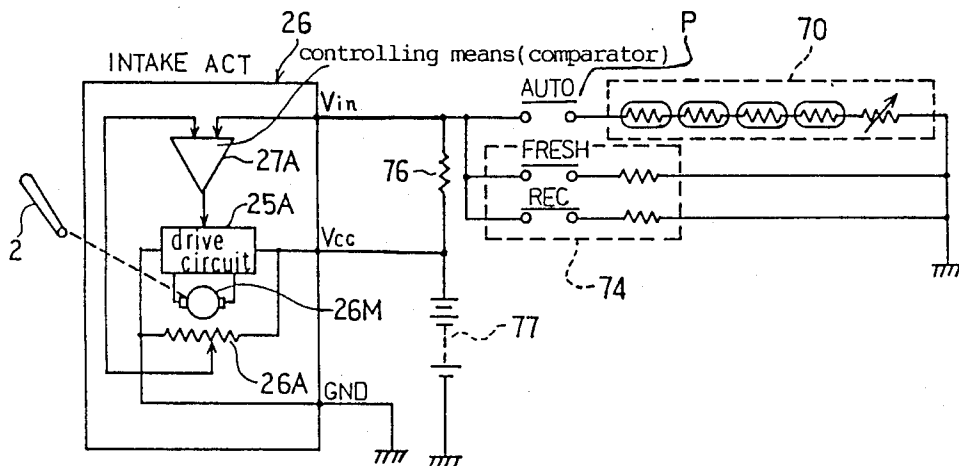 26
controlling means(comparator)
P
70
INTAKE ACT
Vin
AUTO
27A
76
FRESH
REC
25A
2
drive
circuit
Vcc
74
26M
77
26A
GND